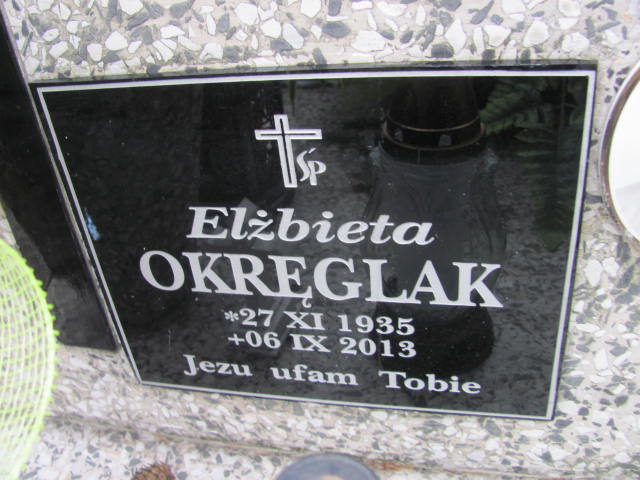 ŚP
Elżbieta
OKRĘGLAK
*27 XI 1935
+06 IX 2013
Jezu ufam Tobie